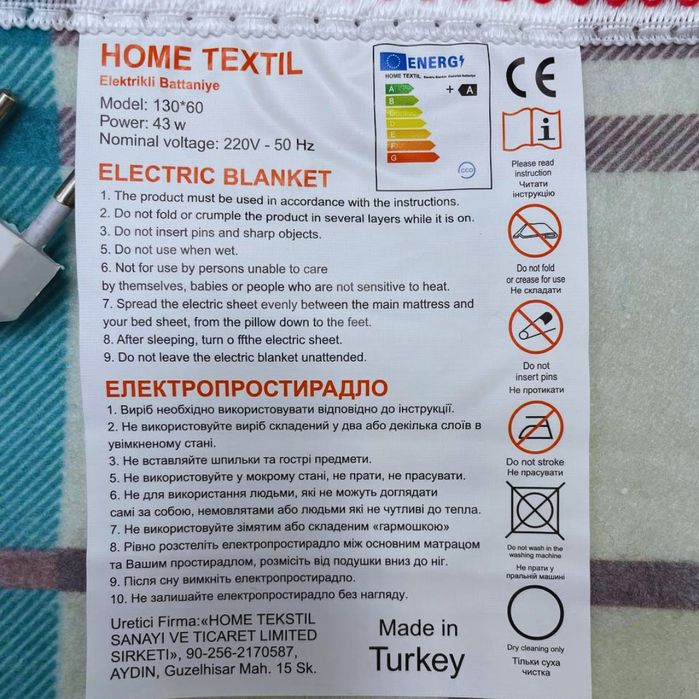 HOME TEXTIL
Elektrikli Battaniye
Model: 130*60
Power: 43 w
Nominal voltage: 220V - 50 Hz
ENERG
HOME TEXTIL Electric Blanket Elektrikli Battaniye
A
B
C
D
E
F
G
+ A
CCO
CE
i
ELECTRIC BLANKET
1. The product must be used in accordance with the instructions.
2. Do not fold or crumple the product in several layers while it is on.
3. Do not insert pins and sharp objects.
5. Do not use when wet.
6. Not for use by persons unable to care
by themselves, babies or people who are not sensitive to heat.
7. Spread the electric sheet evenly between the main mattress and
your bed sheet, from the pillow down to the feet.
8. After sleeping, turn o ffthe electric sheet.
9. Do not leave the electric blanket unattended.
ЕЛЕКТРОПРОСТИРАДЛО
1. Виріб необхідно використовувати відповідно до інструкції.
2. Не використовуйте виріб складений у два або декілька слоїв в
увімкненому стані.
3. Не вставляйте шпильки та гострі предмети.
5. Не використовуйте у мокрому стані, не прати, не прасувати.
6. Не для використання людьми, які не можуть доглядати
самі за собою, немовлятами або людьми які не чутливі до тепла.
7. Не використовуйте зімятим або складеним «гармошкою»
8. Рівно розстеліть електропростирадло між основним матрацом
та Вашим простирадлом, розмісіть від подушки вниз до ніг.
9. Після сну вимкніть електропростирадло.
10. Не залишайте електропростирадло без нагляду.
Uretici Firma:«HOME TEKSTIL
SANAYI VE TICARET LIMITED
SIRKETI», 90-256-2170587,
AYDIN, Guzelhisar Mah. 15 Sk.
Made in
Turkey
Please read
instruction
Читати
інструкцію
Do not fold
or crease for use
Не складати
Do not
insert pins
Не протикати
Do not stroke
Не прасувати
Do not wash in the
washing machine
Не прати у
пральній машині
Dry cleaning only
Тільки суха
чистка